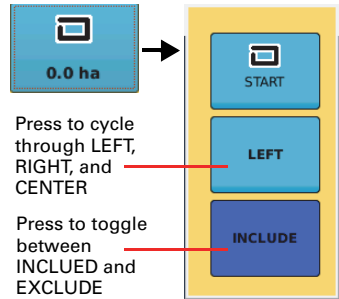 0.0 ha
START
Press to cycle
through LEFT,
RIGHT, and
CENTER
LEFT
Press to toggle
between
INCLUED and
EXCLUDE
INCLUDE